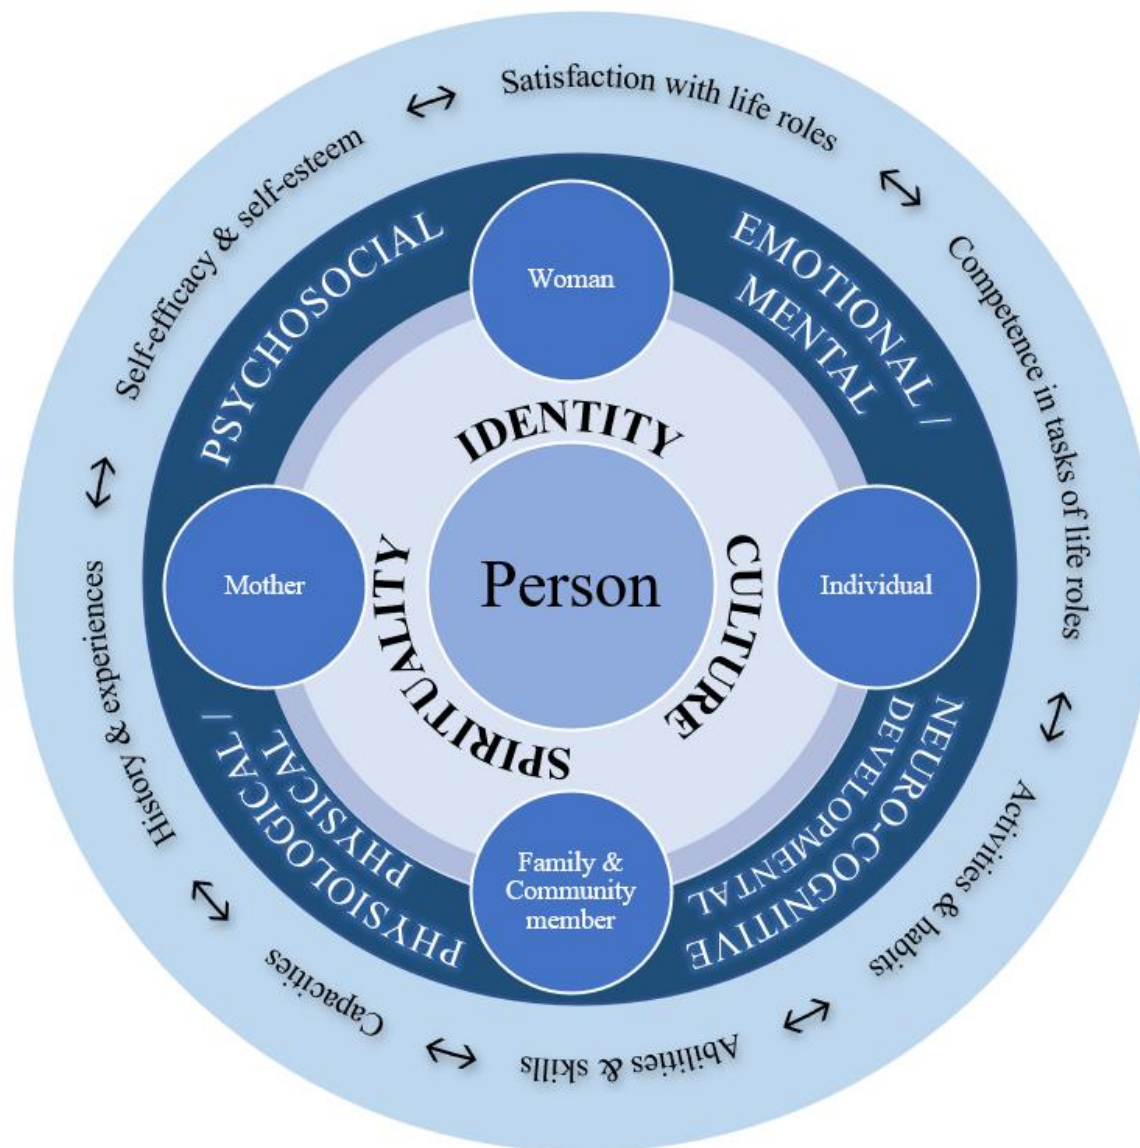 Satisfaction with life roles
Competence in tasks of life roles
Activities & habits
Abilities & skills
Capacities
History & experiences
Self-efficacy & self-esteem
PSYCHOSOCIAL
EMOTIONAL /
MENTAL
NEURO-COGNITIVE
DEVELOPMENTAL
PHYSIOLOGICAL /
PHYSICAL
Woman
Individual
Family &
Community
member
Mother
IDENTITY
CULTURE
SPIRITUALITY
Person